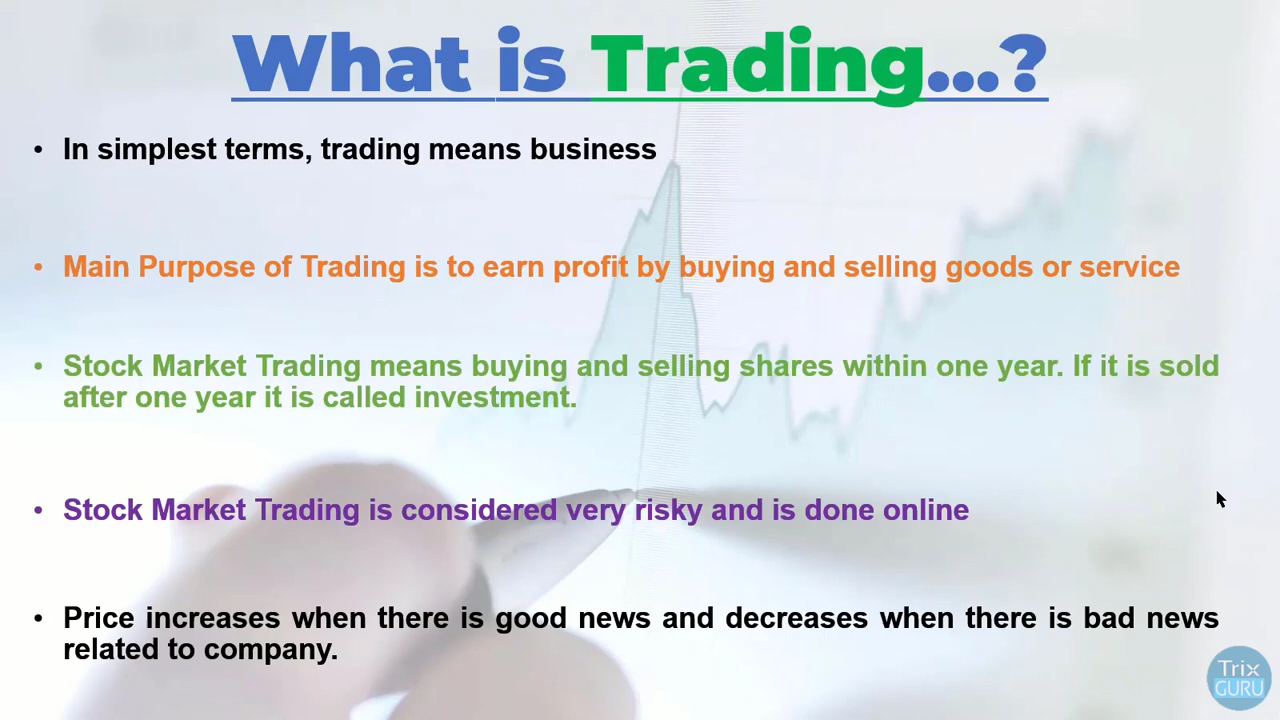 What is Trading...?
• In simplest terms, trading means business
• Main Purpose of Trading is to earn profit by buying and selling goods or service
• Stock Market Trading means buying and selling shares within one year. If it is sold
after one year it is called investment.
• Stock Market Trading is considered very risky and is done online
• Price increases when there is good news and decreases when there is bad news
related to company.
Trix
GURU